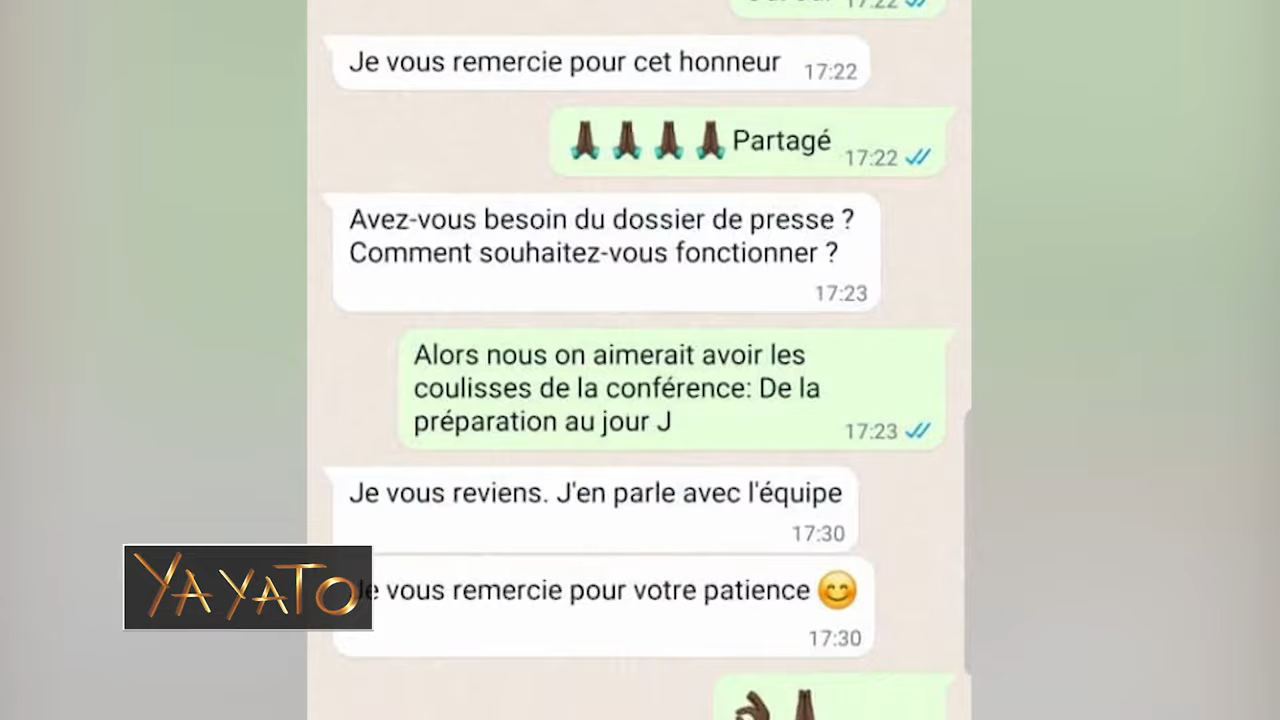 17:22
Je vous remercie pour cet honneur 17:22
🙏🏿🙏🏿🙏🏿🙏🏿Partagé 17:22
Avez-vous besoin du dossier de presse ?
Comment souhaitez-vous fonctionner ?
17:23
Alors nous on aimerait avoir les
coulisses de la conférence: De la
préparation au jour J 17:23
Je vous reviens. J'en parle avec l'équipe
17:30
YAYATO
Je vous remercie pour votre patience 😊
17:30